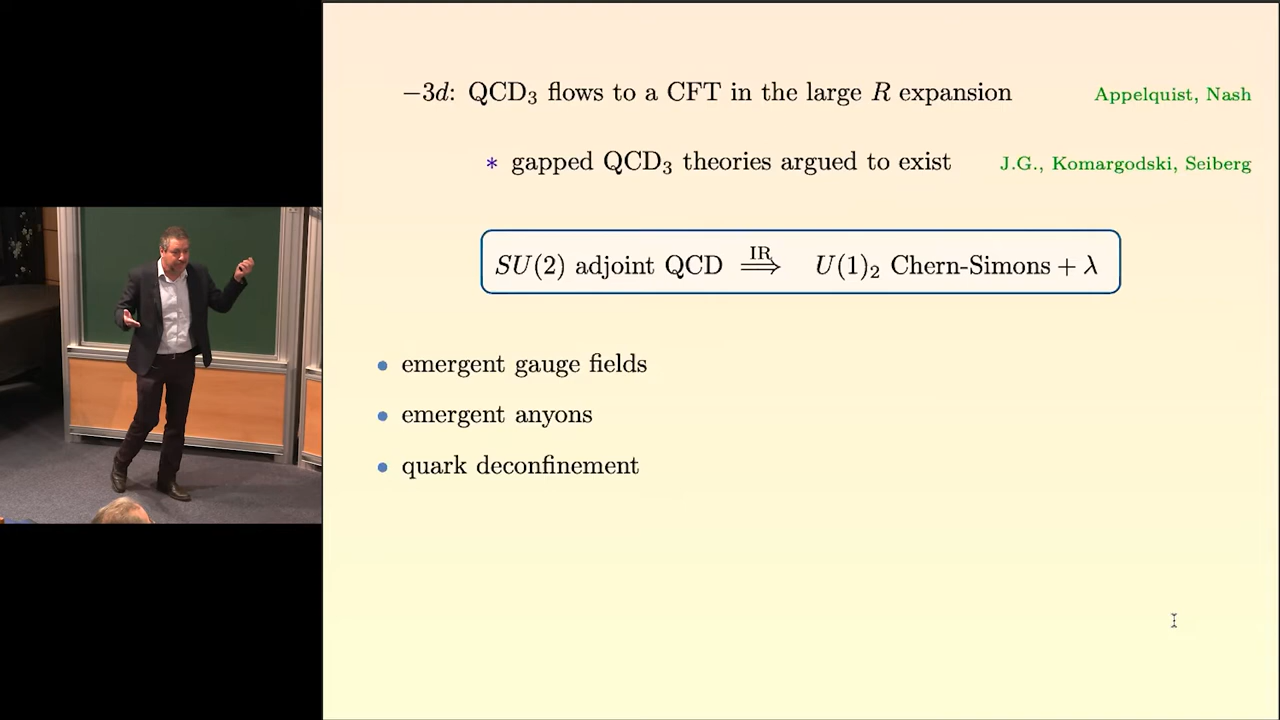 −3d: QCD₃ flows to a CFT in the large R expansion Appelquist, Nash
* gapped QCD₃ theories argued to exist J.G., Komargodski, Seiberg
SU(2) adjoint QCD ⟹ᴵᴿ U(1)₂ Chern-Simons + λ
• emergent gauge fields
• emergent anyons
• quark deconfinement